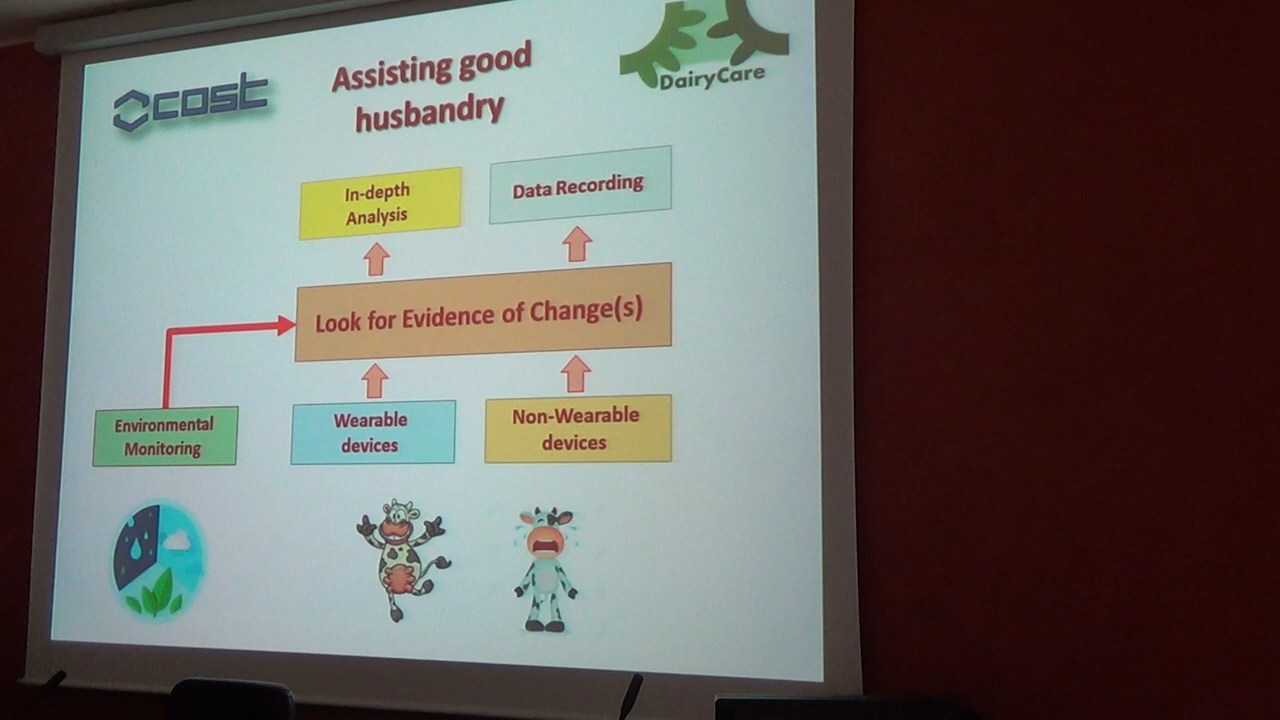 cost
Assisting good
husbandry
DairyCare
In-depth
Analysis
Data Recording
Look for Evidence of Change(s)
Environmental
Monitoring
Wearable
devices
Non-Wearable
devices